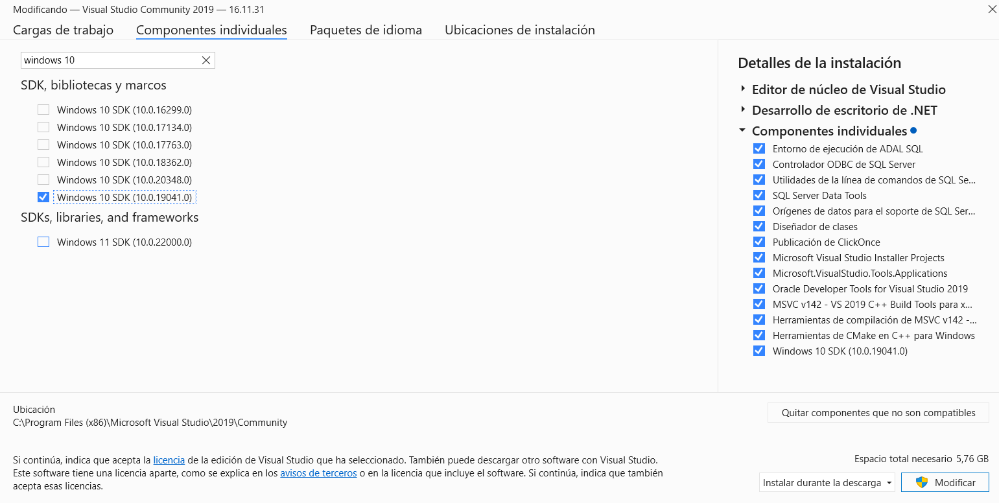 Modificando — Visual Studio Community 2019 — 16.11.31
Cargas de trabajo
Componentes individuales
Paquetes de idioma
Ubicaciones de instalación
windows 10
SDK, bibliotecas y marcos
Windows 10 SDK (10.0.16299.0)
Windows 10 SDK (10.0.17134.0)
Windows 10 SDK (10.0.17763.0)
Windows 10 SDK (10.0.18362.0)
Windows 10 SDK (10.0.20348.0)
Windows 10 SDK (10.0.19041.0)
SDKs, libraries, and frameworks
Windows 11 SDK (10.0.22000.0)
Detalles de la instalación
Editor de núcleo de Visual Studio
Desarrollo de escritorio de .NET
Componentes individuales
Entorno de ejecución de ADAL SQL
Controlador ODBC de SQL Server
Utilidades de la línea de comandos de SQL Se...
SQL Server Data Tools
Orígenes de datos para el soporte de SQL Ser...
Diseñador de clases
Publicación de ClickOnce
Microsoft Visual Studio Installer Projects
Microsoft.VisualStudio.Tools.Applications
Oracle Developer Tools for Visual Studio 2019
MSVC v142 - VS 2019 C++ Build Tools para x...
Herramientas de compilación de MSVC v142 -...
Herramientas de CMake en C++ para Windows
Windows 10 SDK (10.0.19041.0)
Ubicación
C:\Program Files (x86)\Microsoft Visual Studio\2019\Community
Quitar componentes que no son compatibles
Si continúa, indica que acepta la licencia de la edición de Visual Studio que ha seleccionado. También puede descargar otro software con Visual Studio.
Este software tiene una licencia aparte, como se explica en los avisos de terceros o en la licencia que incluye el software. Si continúa, indica que también
acepta esas licencias.
Espacio total necesario 5,76 GB
Instalar durante la descarga
Modificar